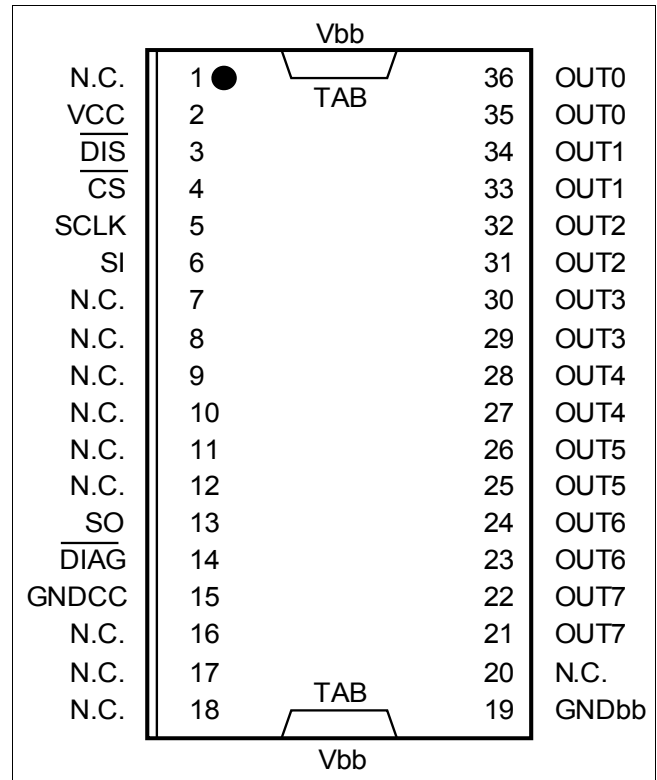 Vbb
TAB
N.C. 1 36 OUT0
VCC 2 35 OUT0
D̅I̅S̅ 3 34 OUT1
C̅S̅ 4 33 OUT1
SCLK 5 32 OUT2
SI 6 31 OUT2
N.C. 7 30 OUT3
N.C. 8 29 OUT3
N.C. 9 28 OUT4
N.C. 10 27 OUT4
N.C. 11 26 OUT5
N.C. 12 25 OUT5
SO 13 24 OUT6
D̅I̅A̅G̅ 14 23 OUT6
GNDCC 15 22 OUT7
N.C. 16 21 OUT7
N.C. 17 20 N.C.
N.C. 18 19 GNDbb
TAB
Vbb